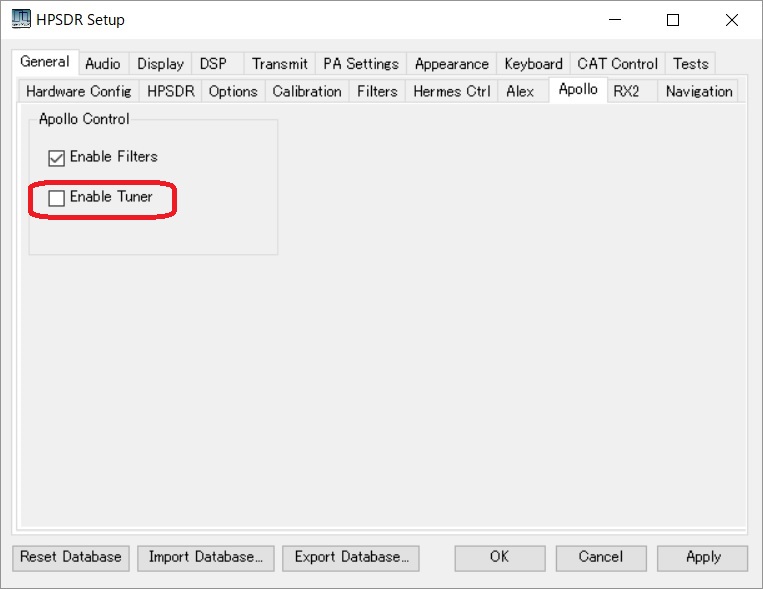 HPSDR Setup
General Audio Display DSP Transmit PA Settings Appearance Keyboard CAT Control Tests
Hardware Config HPSDR Options Calibration Filters Hermes Ctrl Alex Apollo RX2 Navigation
Apollo Control
Enable Filters
Enable Tuner
Reset Database Import Database... Export Database... OK Cancel Apply